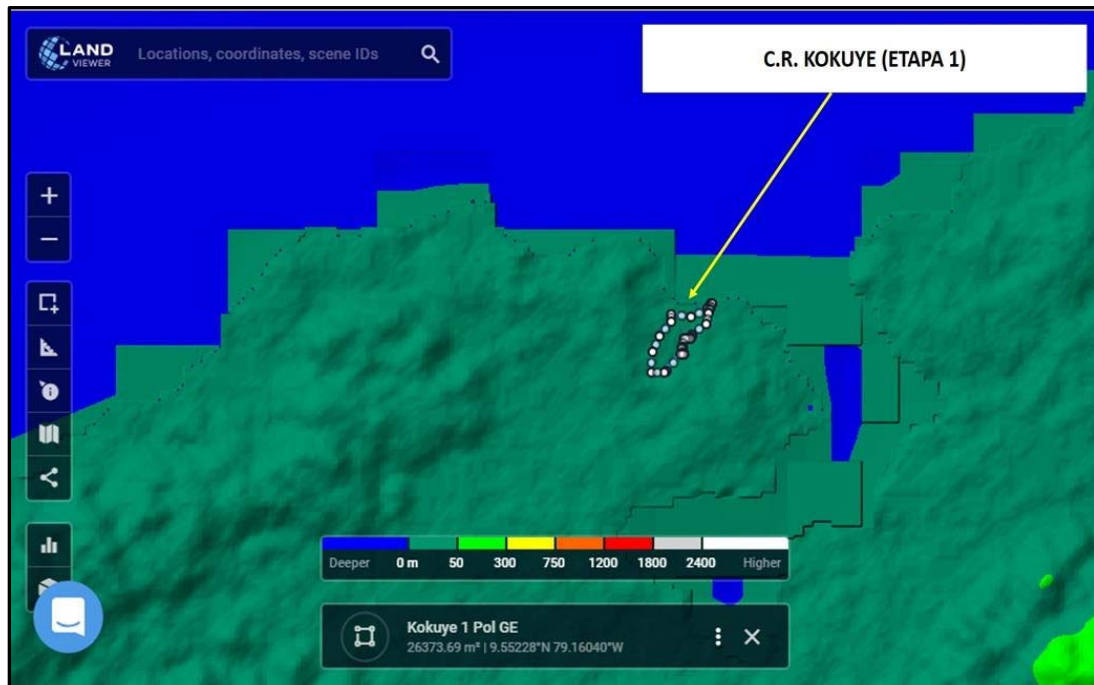 LAND
VIEWER
Locations, coordinates, scene IDs
C.R. KOKUYE (ETAPA 1)
Deeper 0 m 50 300 750 1200 1800 2400 Higher
Kokuye 1 Pol GE
26373.69 m² | 9.55228°N 79.16040°W